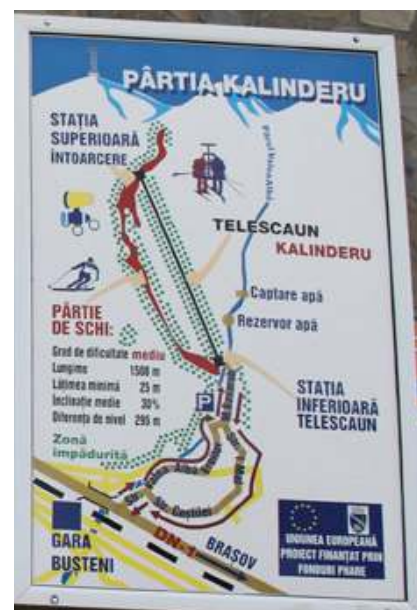 PÂRTIA KALINDERU
STAȚIA
SUPERIOARĂ
ÎNTOARCERE
TELESCAUN
KALINDERU
Captare apă
Rezervor apă
PÂRTIE
DE SCHI:
Grad de dificultate mediu
Lungime 1500 m
Lățimea minimă 25 m
Înclinație medie 30%
Diferența de nivel 295 m
Zonă
împădurită
P
STAȚIA
INFERIOARĂ
TELESCAUN
GARA
BUȘTENI
DN-1
BRAȘOV
UNIUNEA EUROPEANĂ
PROIECT FINANȚAT PRIN
FONDURI PHARE